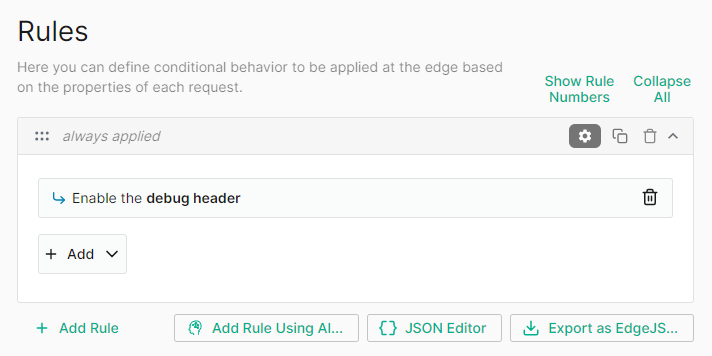 Rules
Here you can define conditional behavior to be applied at the edge based
on the properties of each request.
Show Rule
Numbers
Collapse
All
always applied
Enable the debug header
Add
Add Rule
Add Rule Using AI...
JSON Editor
Export as EdgeJS...